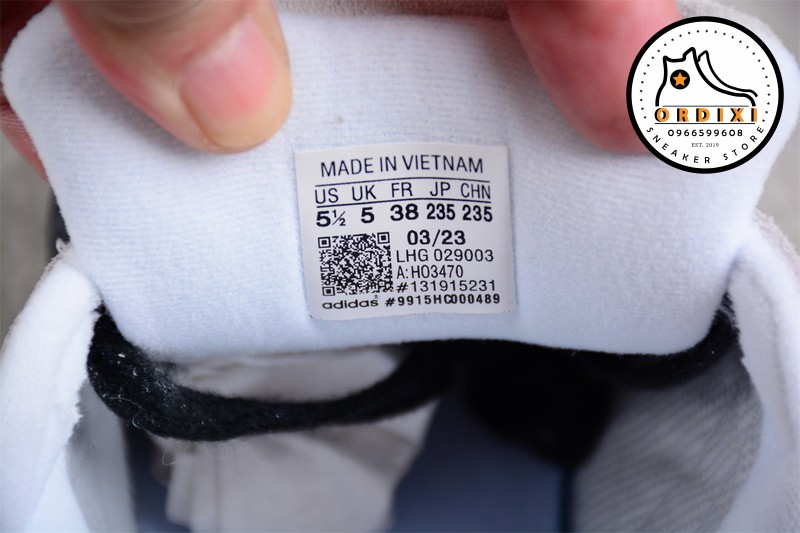 MADE IN VIETNAM
US UK FR JP CHN
5½ 5 38 235 235
03/23
LHG 029003
A: HO3470
#131915231
adidas #9915HC000489
ORDIXI
0966599608
EST. 2019
SNEAKER STORE